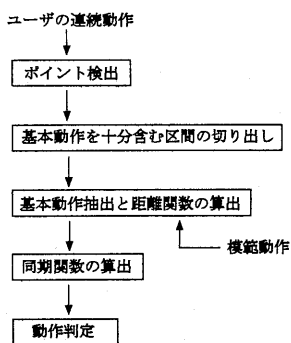 ユーザの連続動作
ポイント検出
基本動作を十分含む区間の切り出し
基本動作抽出と距離関数の算出
模範動作
同期関数の算出
動作判定